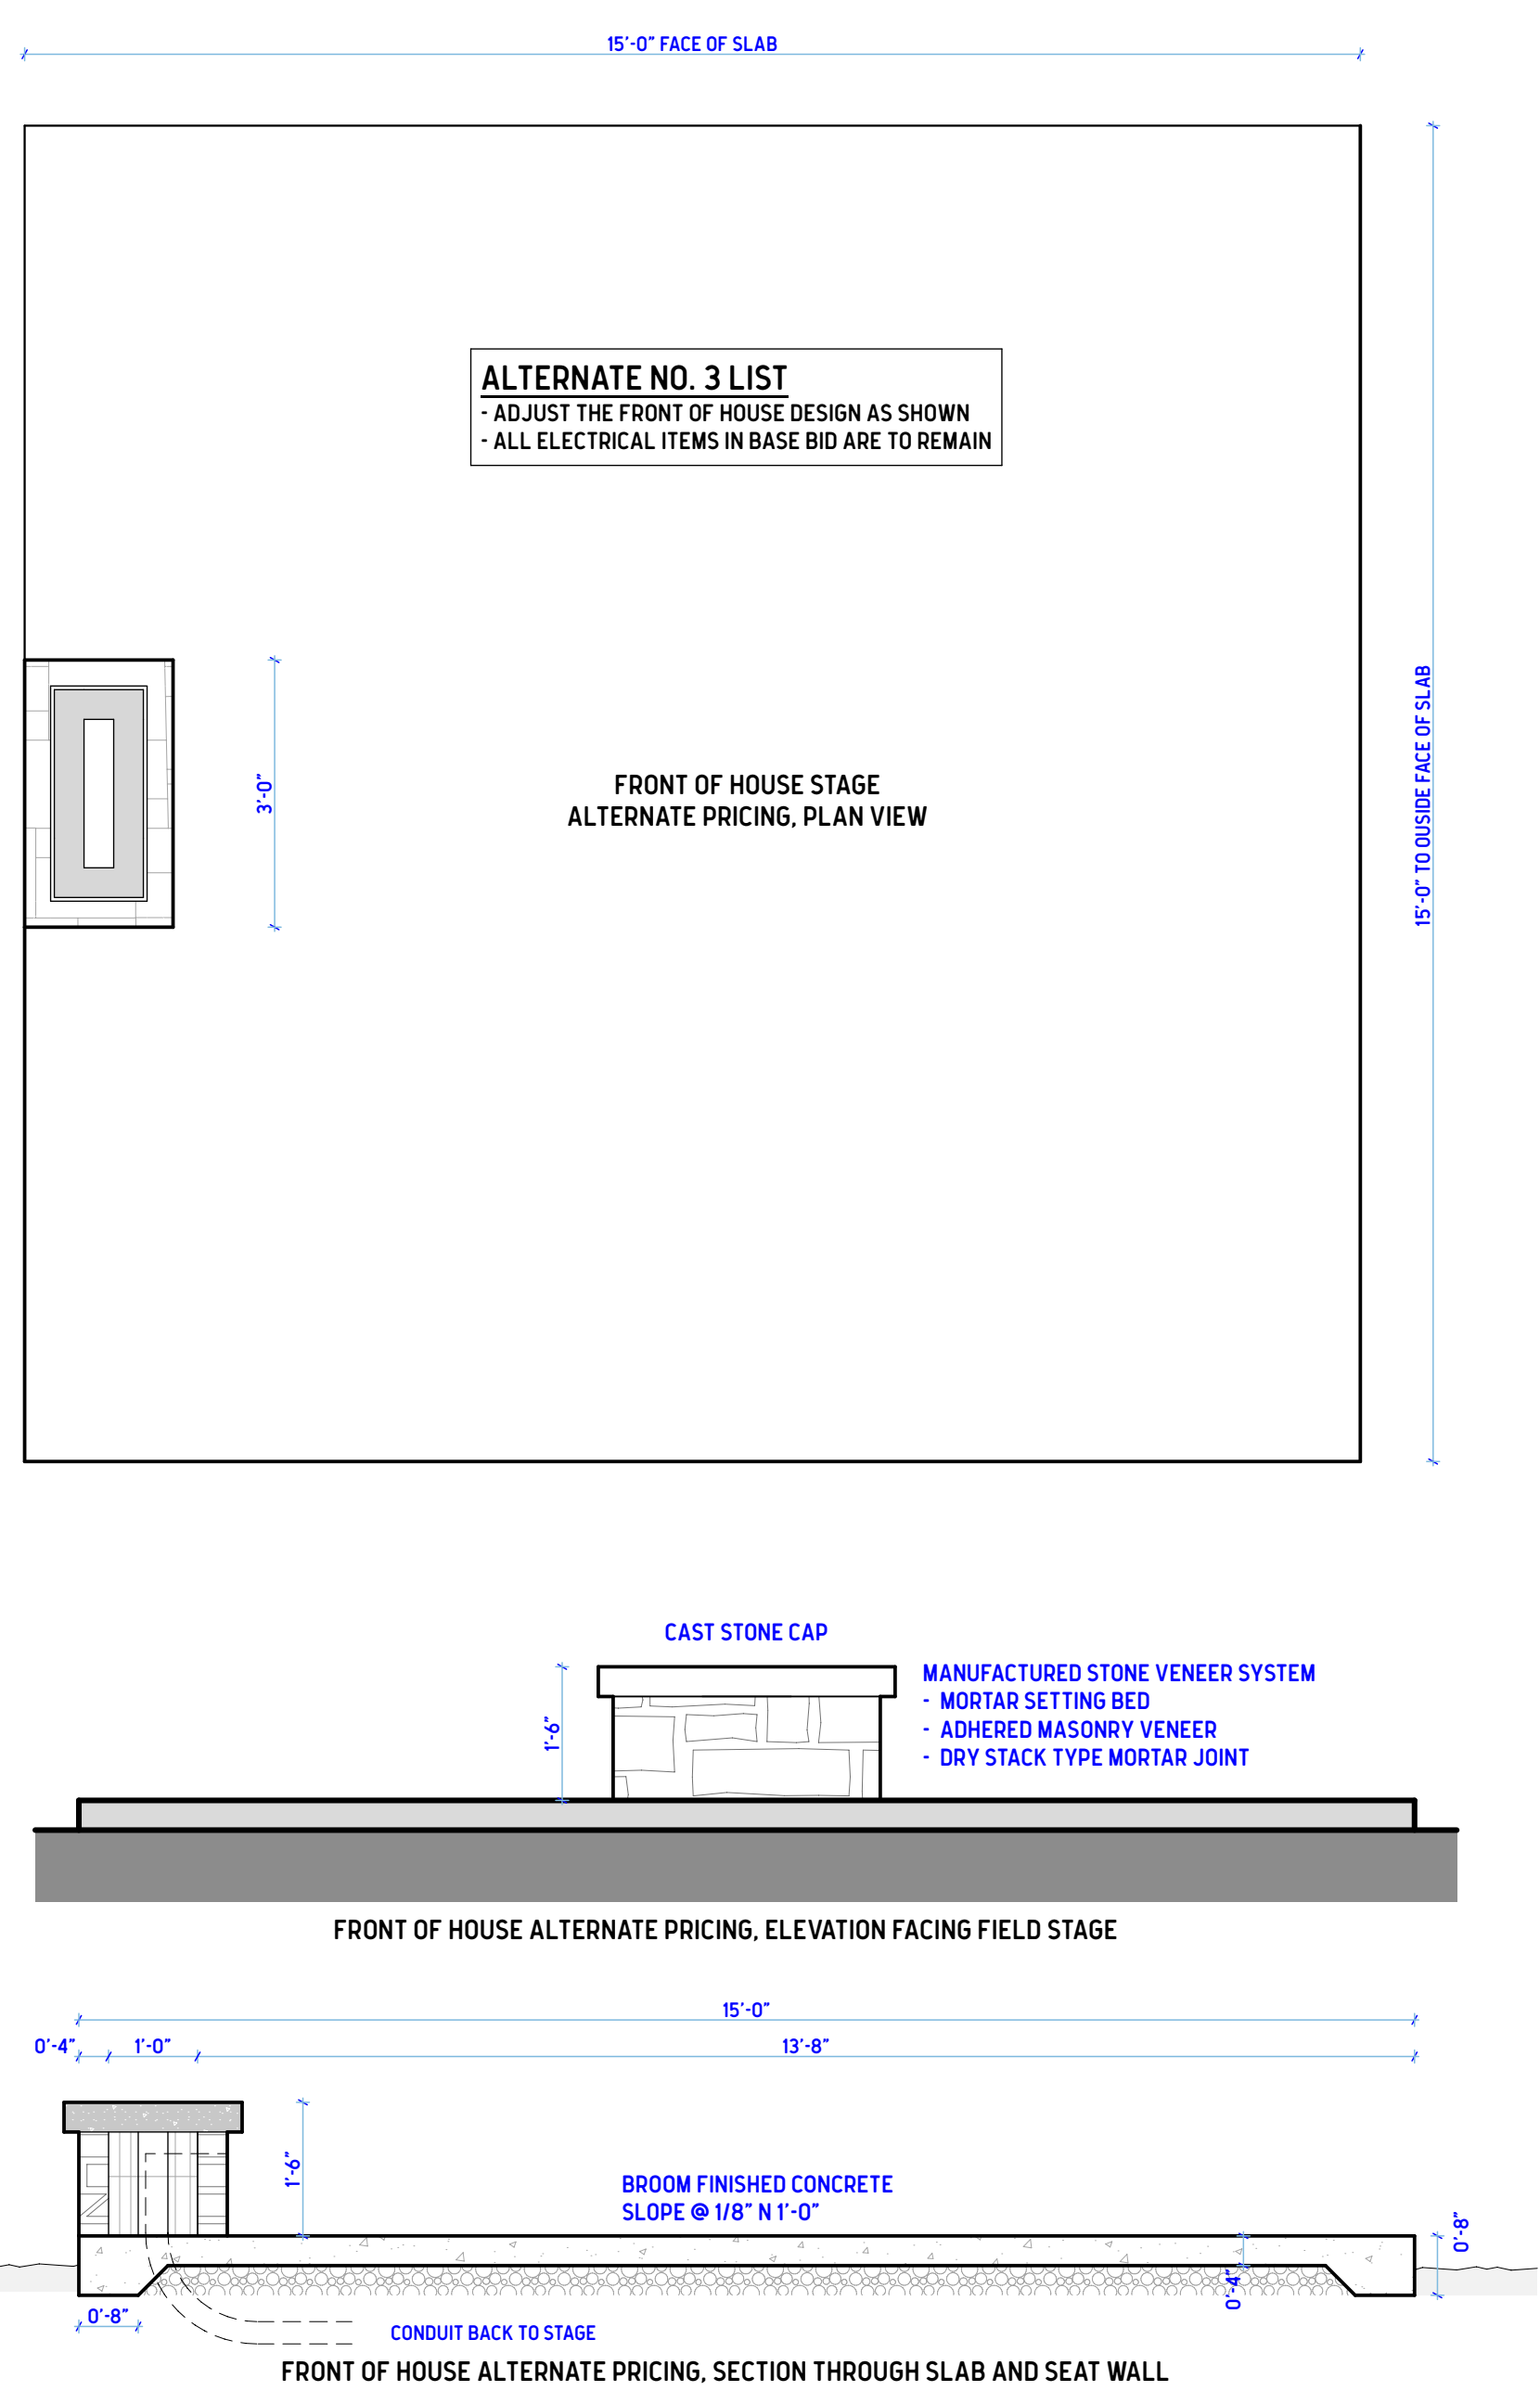 15'-0" FACE OF SLAB
ALTERNATE NO. 3 LIST
- ADJUST THE FRONT OF HOUSE DESIGN AS SHOWN
- ALL ELECTRICAL ITEMS IN BASE BID ARE TO REMAIN
15'-0" TO OUSIDE FACE OF SLAB
3'-0"
FRONT OF HOUSE STAGE
ALTERNATE PRICING, PLAN VIEW
CAST STONE CAP
MANUFACTURED STONE VENEER SYSTEM
- MORTAR SETTING BED
- ADHERED MASONRY VENEER
- DRY STACK TYPE MORTAR JOINT
1'-6"
FRONT OF HOUSE ALTERNATE PRICING, ELEVATION FACING FIELD STAGE
15'-0"
0'-4"
1'-0"
13'-8"
1'-6"
BROOM FINISHED CONCRETE
SLOPE @ 1/8" N 1'-0"
0'-8"
0'-4"
0'-8"
CONDUIT BACK TO STAGE
FRONT OF HOUSE ALTERNATE PRICING, SECTION THROUGH SLAB AND SEAT WALL